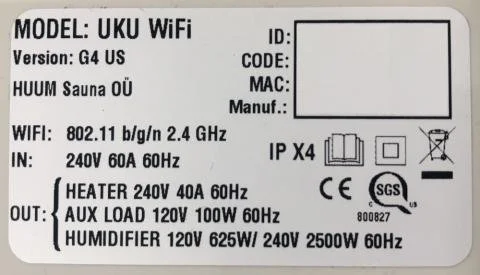 MODEL: UKU WiFi
Version: G4 US
HUUM Sauna OÜ
ID:
CODE:
MAC:
Manuf.:
WIFI: 802.11 b/g/n 2.4 GHz
IN: 240V 60A 60Hz
IP X4
CE
SGS
C US
800827
OUT:
HEATER 240V 40A 60Hz
AUX LOAD 120V 100W 60Hz
HUMIDIFIER 120V 625W/ 240V 2500W 60Hz